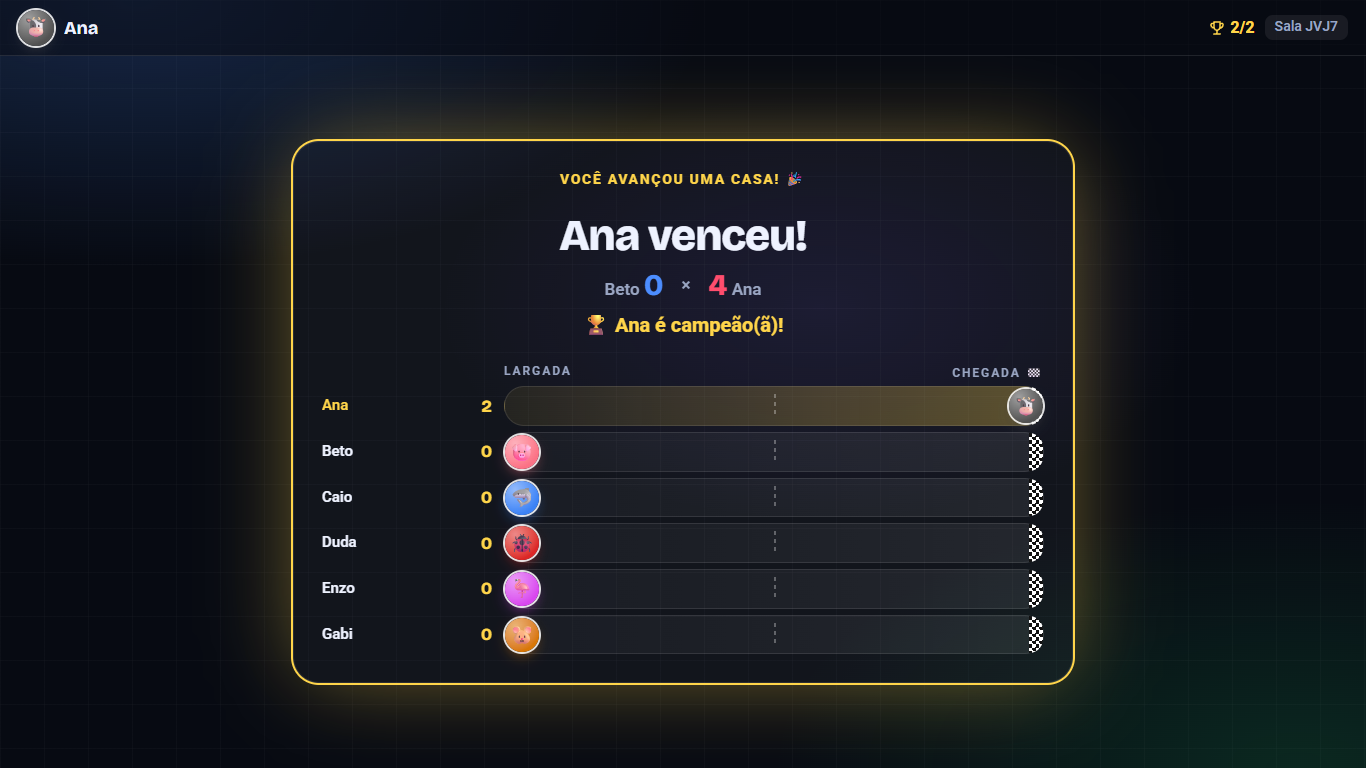 Ana
2/2
Sala JVJ7
VOCÊ AVANÇOU UMA CASA! 🎉
Ana venceu!
Beto 0 × 4 Ana
🏆 Ana é campeão(ã)!
LARGADA
CHEGADA
Ana 2
Beto 0
Caio 0
Duda 0
Enzo 0
Gabi 0